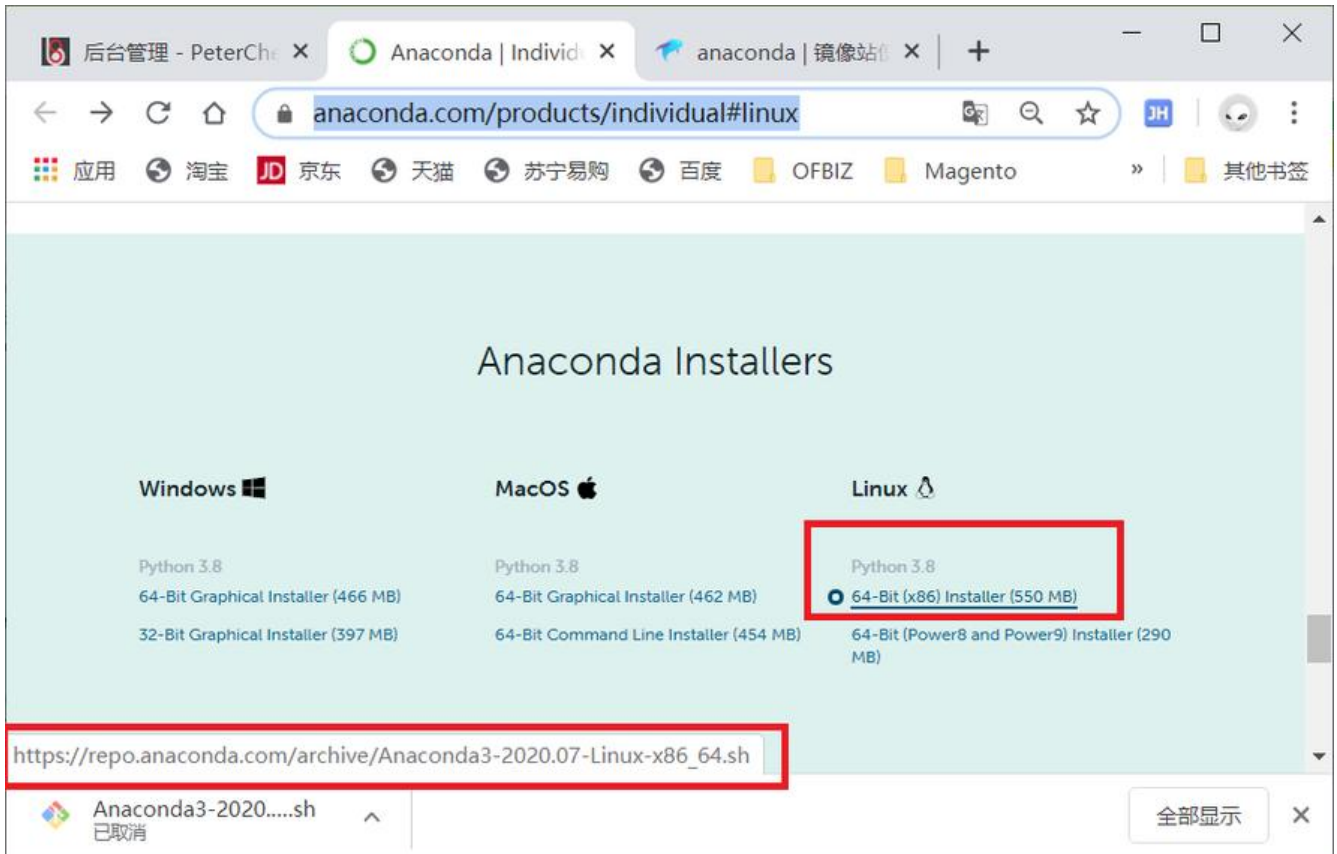 后台管理 - PeterChe
Anaconda | Individ
anaconda | 镜像站
anaconda.com/products/individual#linux
JH
应用 淘宝 JD 京东 天猫 苏宁易购 百度 OFBIZ Magento » 其他书签
Anaconda Installers
Windows
MacOS
Linux
Python 3.8
Python 3.8
Python 3.8
64-Bit Graphical Installer (466 MB)
64-Bit Graphical Installer (462 MB)
64-Bit (x86) Installer (550 MB)
32-Bit Graphical Installer (397 MB)
64-Bit Command Line Installer (454 MB)
64-Bit (Power8 and Power9) Installer (290
MB)
https://repo.anaconda.com/archive/Anaconda3-2020.07-Linux-x86_64.sh
Anaconda3-2020.....sh
已取消
全部显示